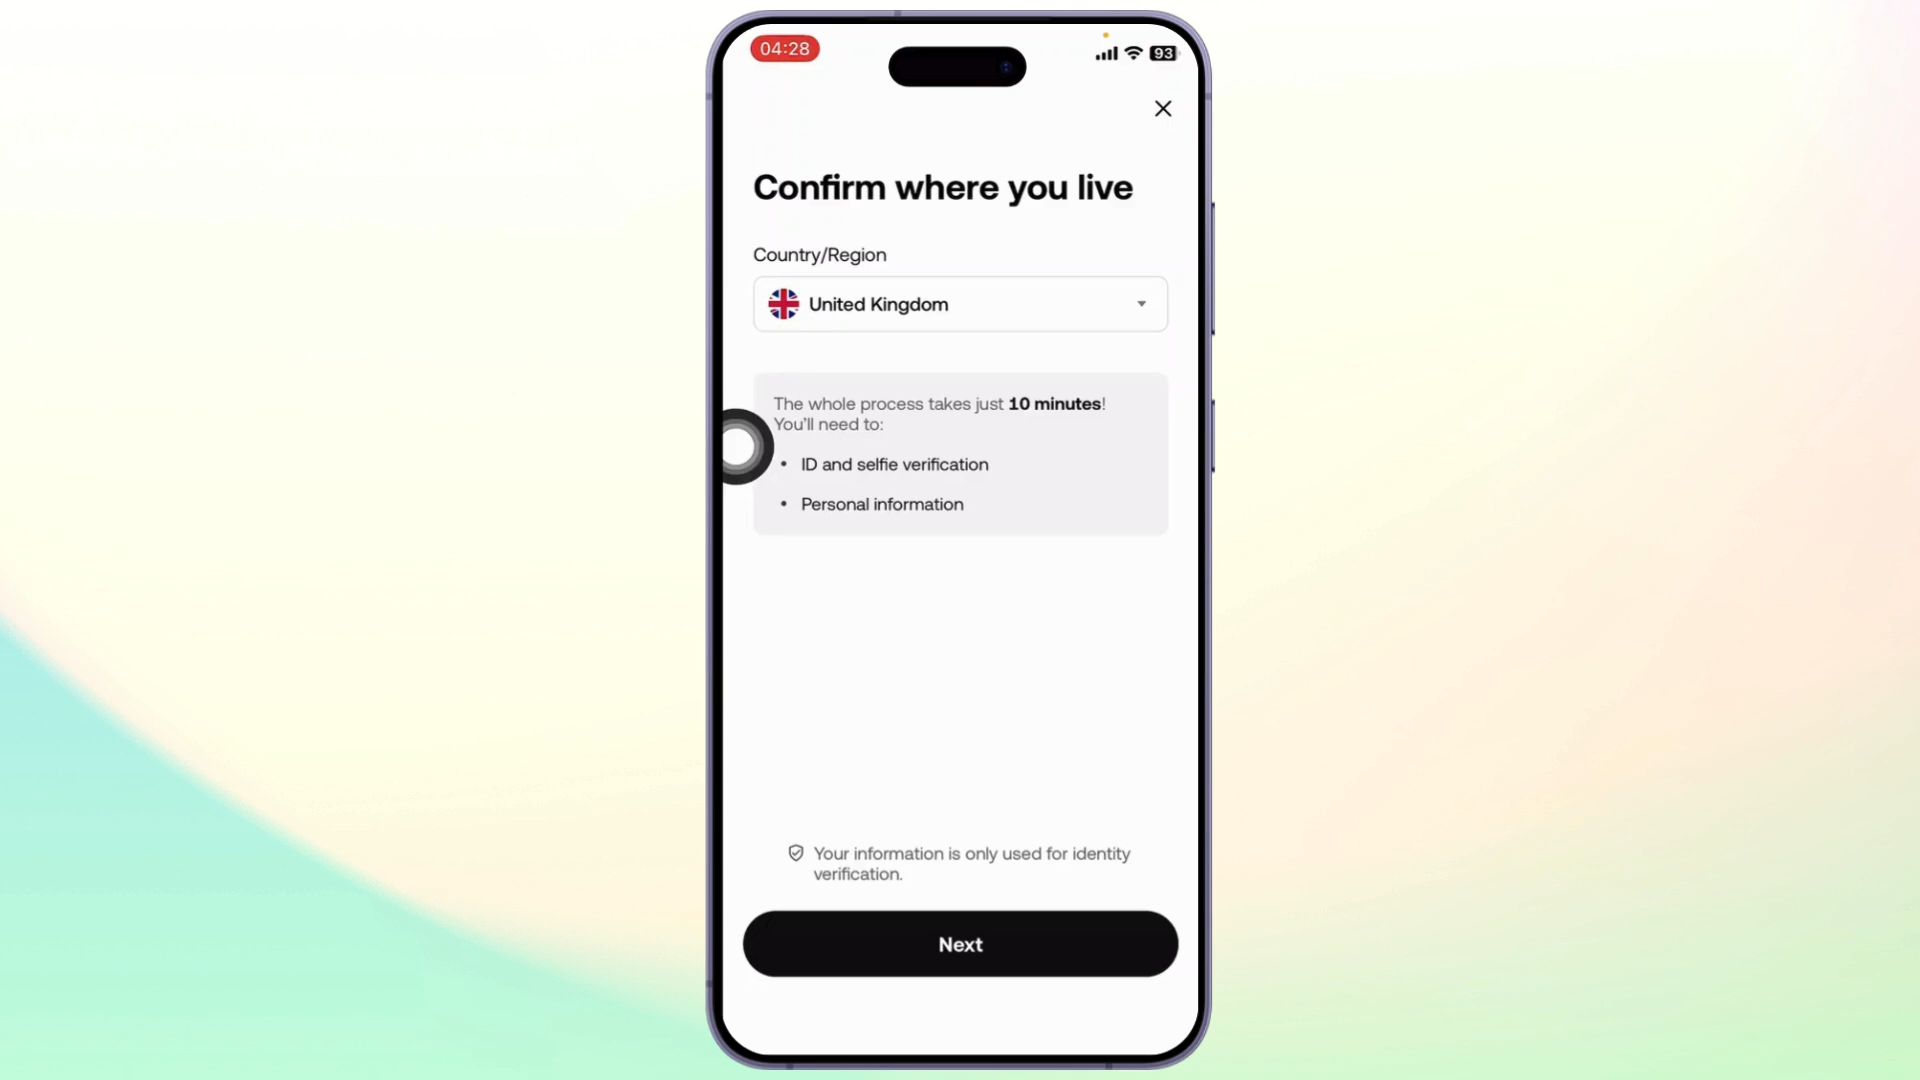 04:28
93
Confirm where you live
Country/Region
United Kingdom
The whole process takes just 10 minutes!
You'll need to:
• ID and selfie verification
• Personal information
Your information is only used for identity
verification.
Next